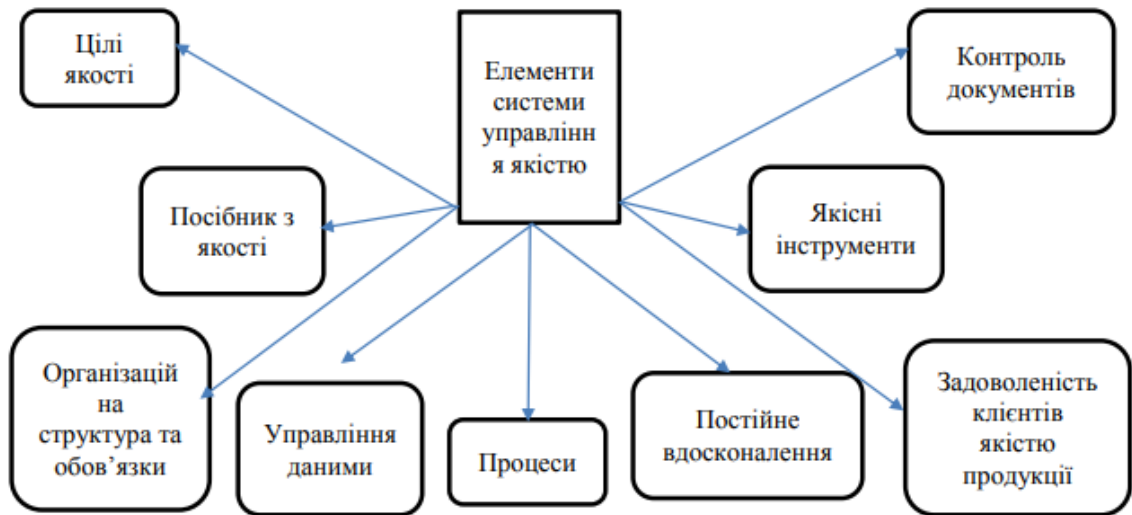 Цілі
якості
Елементи
системи
управлінн
я якістю
Контроль
документів
Посібник з
якості
Якісні
інструменти
Організацій
на
структура та
обов’язки
Управління
даними
Процеси
Постійне
вдосконалення
Задоволеність
клієнтів
якістю
продукції